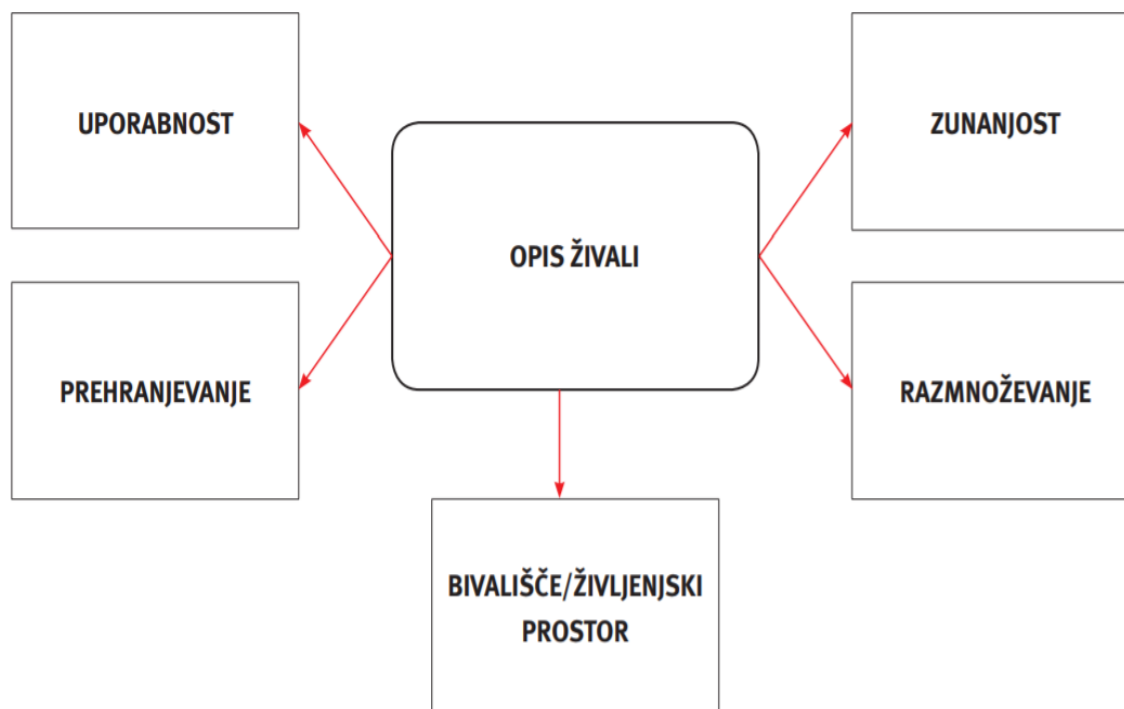 UPORABNOST
ZUNANJOST
OPIS ŽIVALI
PREHRANJEVANJE
RAZMNOŽEVANJE
BIVALIŠČE/ŽIVLJENJSKI
PROSTOR